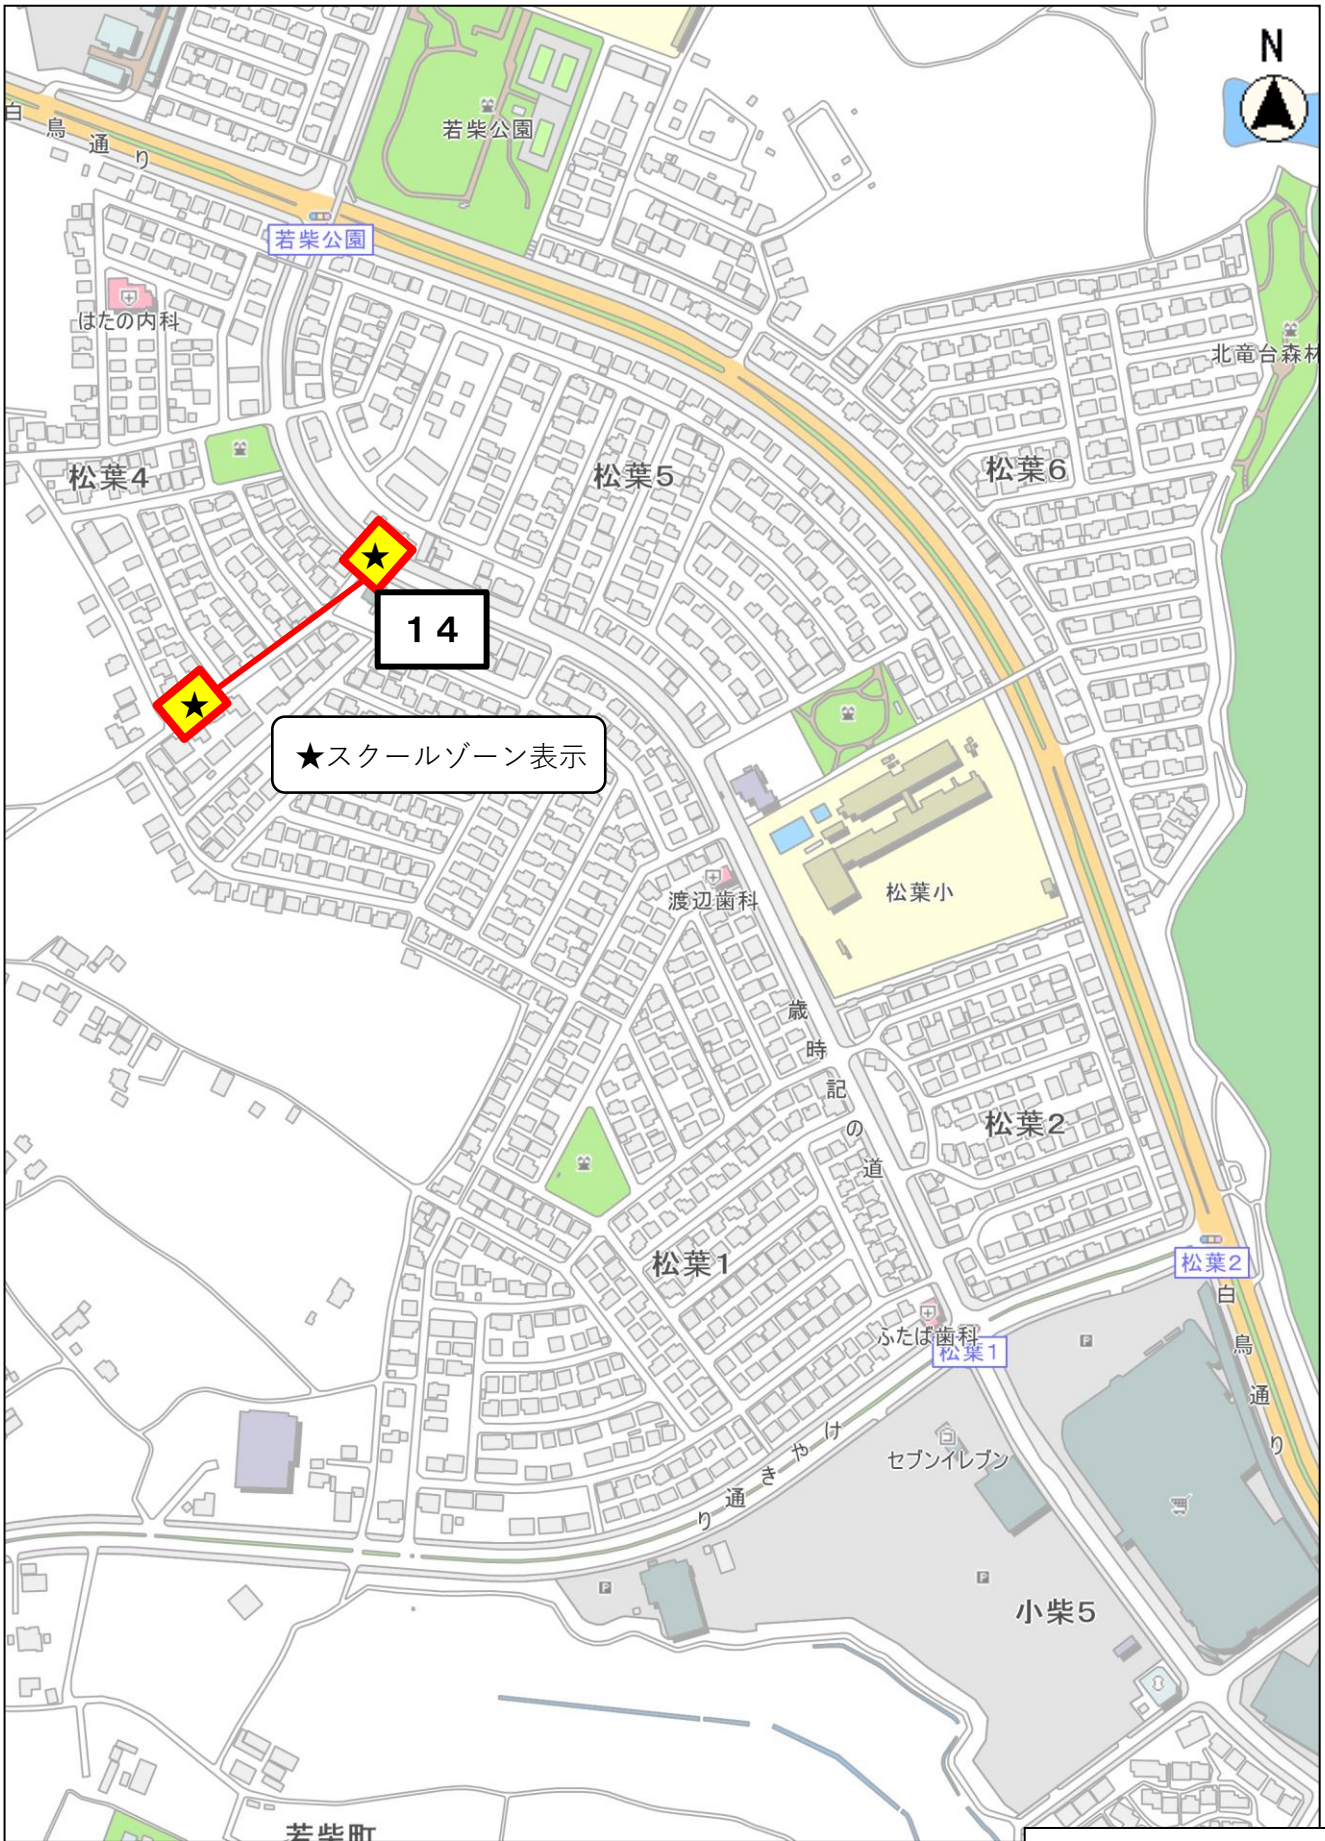 N
若柴公園
白鳥通り
若柴公園
はたの内科
北竜台森林
松葉4
松葉5
松葉6
★
14
★
★スクールゾーン表示
渡辺歯科
松葉小
歳時記の道
松葉2
松葉1
松葉2
白鳥通り
ふたば歯科
松葉1
けやき通り
セブンイレブン
P
P
P
小柴5
若柴町